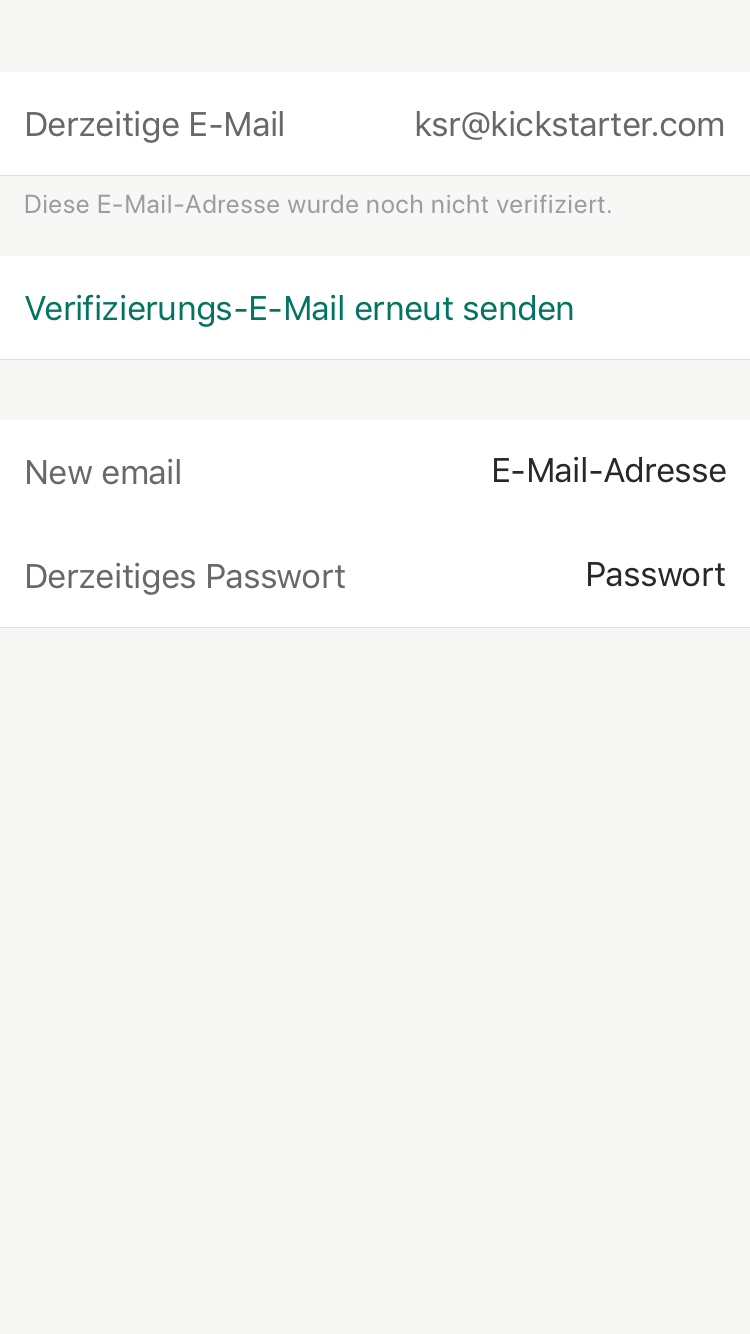 Derzeitige E-Mail ksr@kickstarter.com
Diese E-Mail-Adresse wurde noch nicht verifiziert.
Verifizierungs-E-Mail erneut senden
New email E-Mail-Adresse
Derzeitiges Passwort Passwort